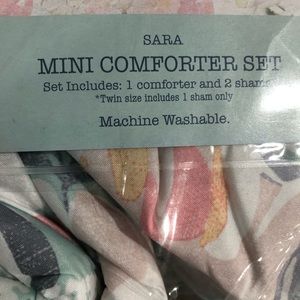 SARA
MINI COMFORTER SET
Set Includes: 1 comforter and 2 shams
*Twin size includes 1 sham only
Machine Washable.